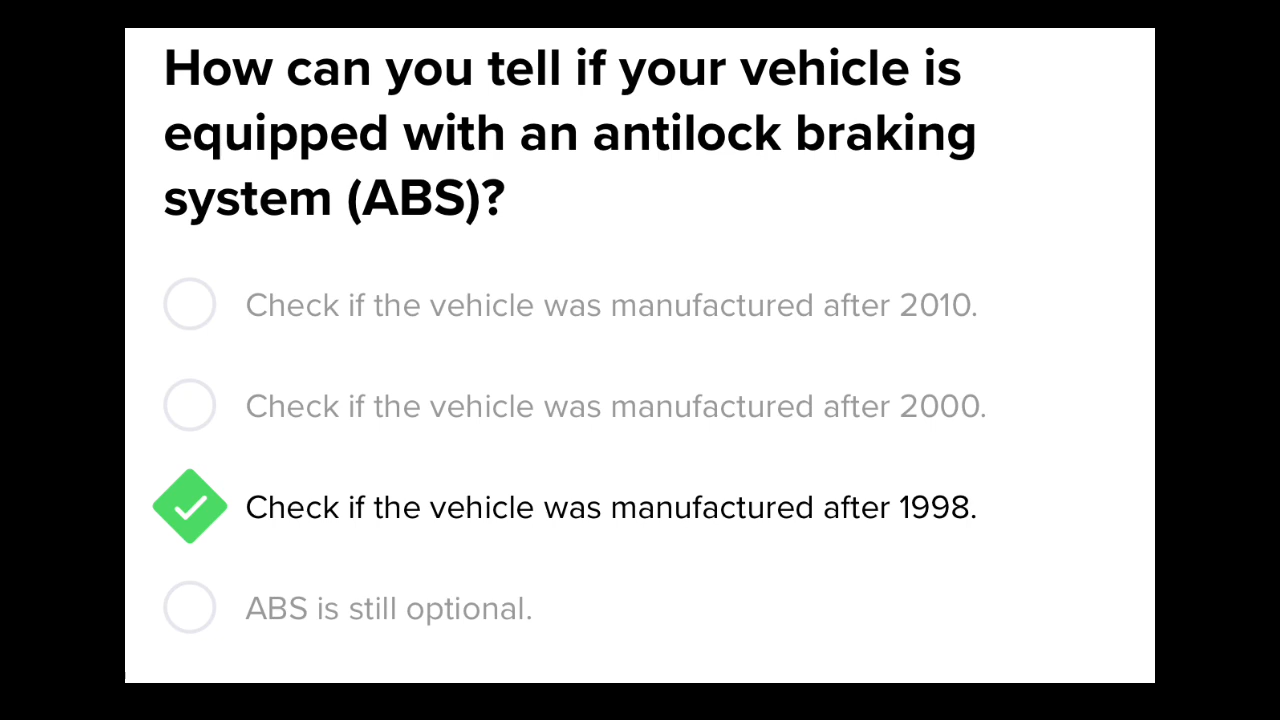 How can you tell if your vehicle is
equipped with an antilock braking
system (ABS)?
Check if the vehicle was manufactured after 2010.
Check if the vehicle was manufactured after 2000.
Check if the vehicle was manufactured after 1998.
ABS is still optional.